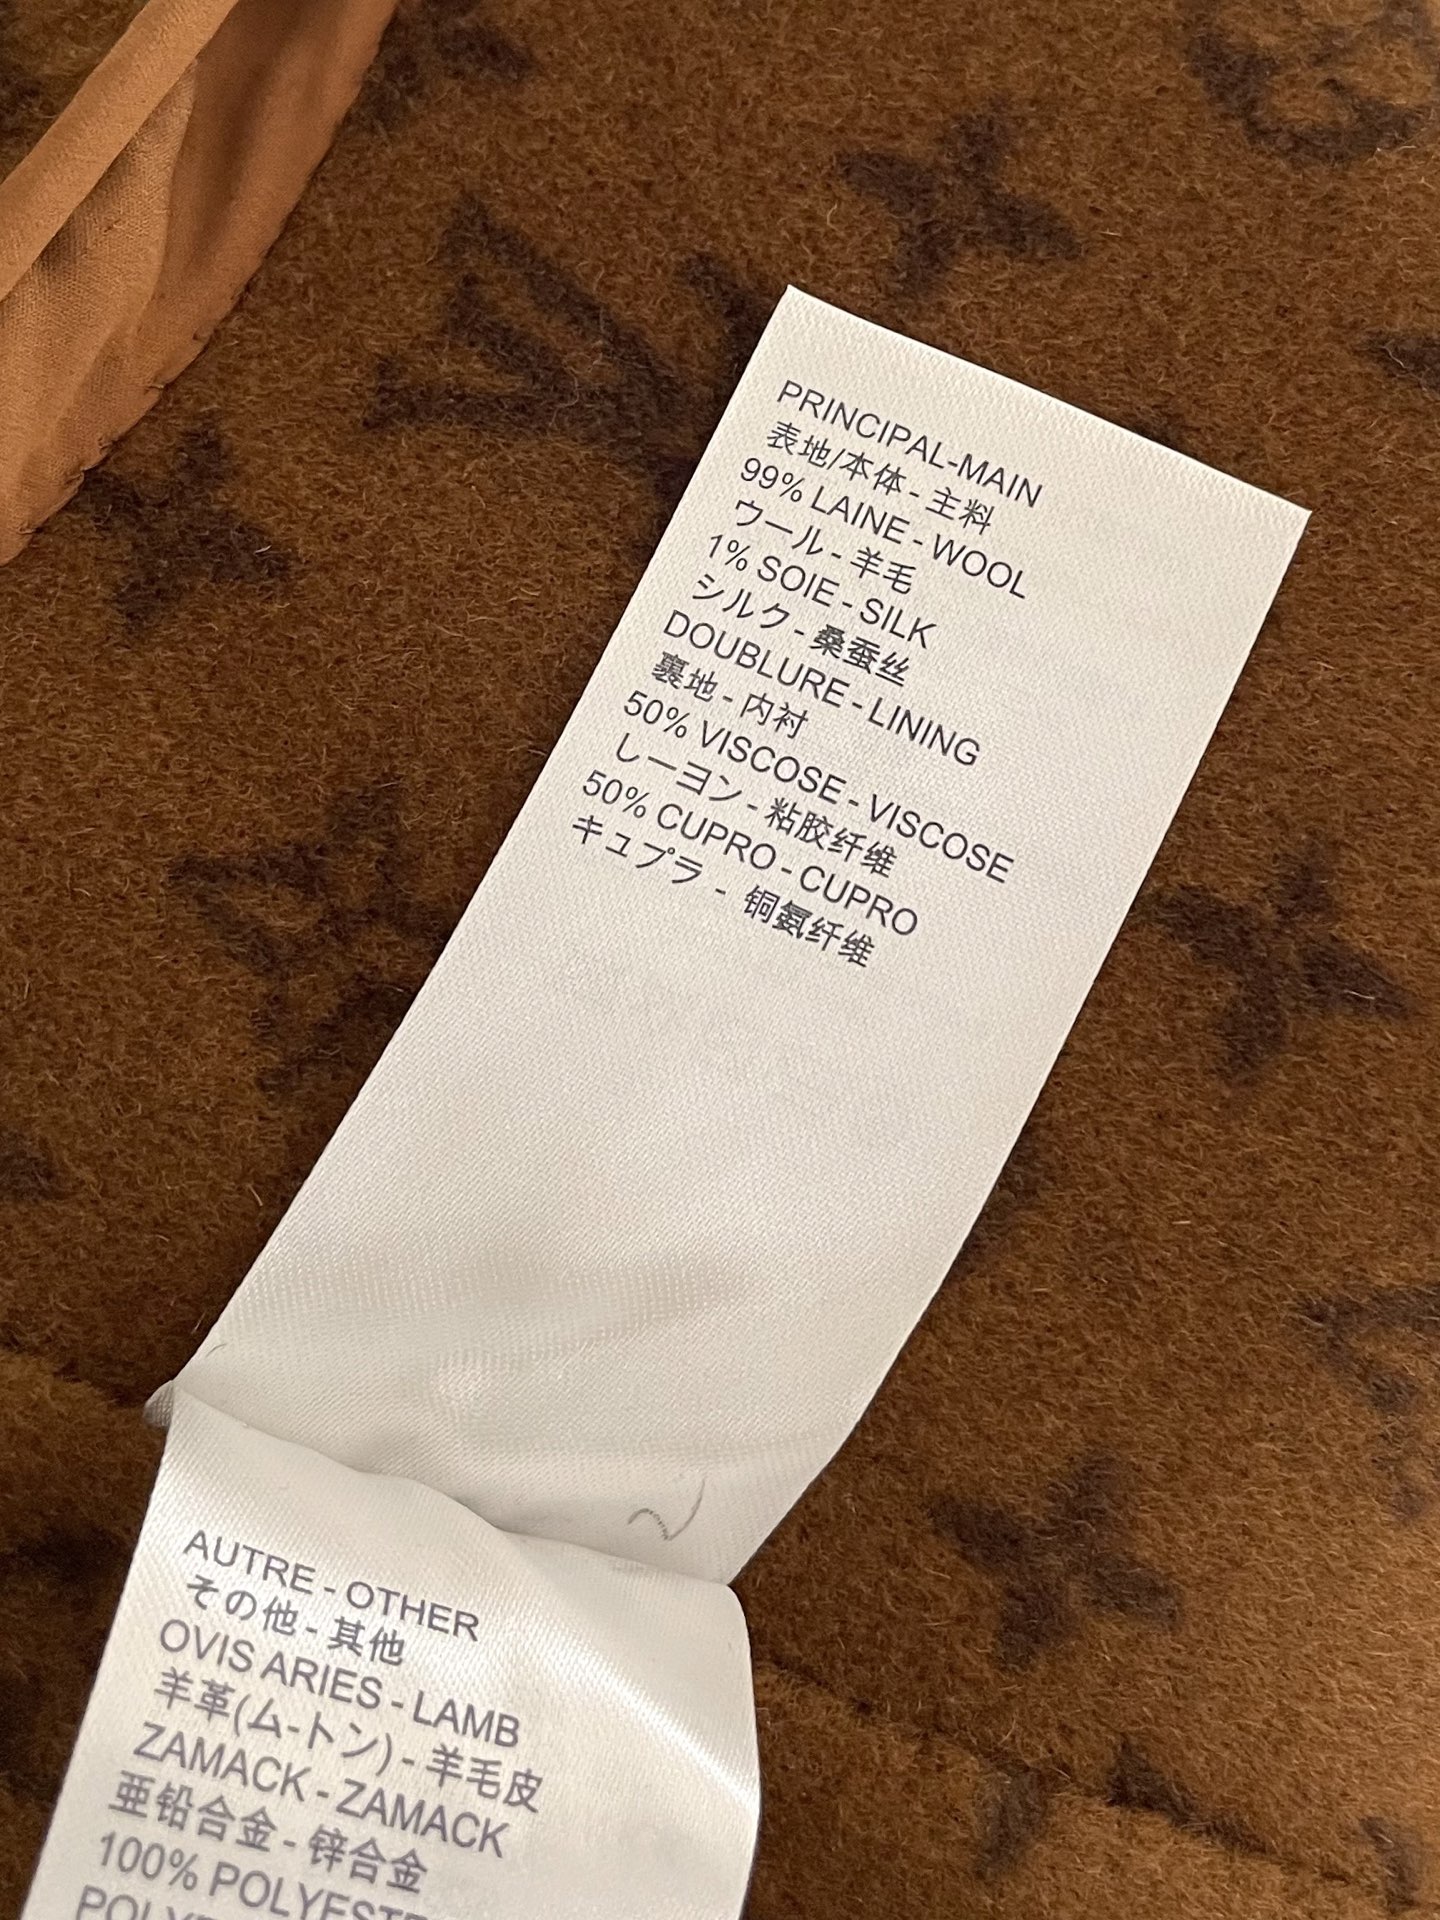 PRINCIPAL-MAIN
表地/本体 - 主料
99% LAINE - WOOL
ウール - 羊毛
1% SOIE - SILK
シルク - 桑蚕丝
DOUBLURE - LINING
裏地 - 内衬
50% VISCOSE - VISCOSE
しーヨン - 粘胶纤维
50% CUPRO - CUPRO
キュプラ - 铜氨纤维
AUTRE - OTHER
その他 - 其他
OVIS ARIES - LAMB
羊革(ム-トン) - 羊毛皮
ZAMACK - ZAMACK
亜鉛合金 - 锌合金
100%